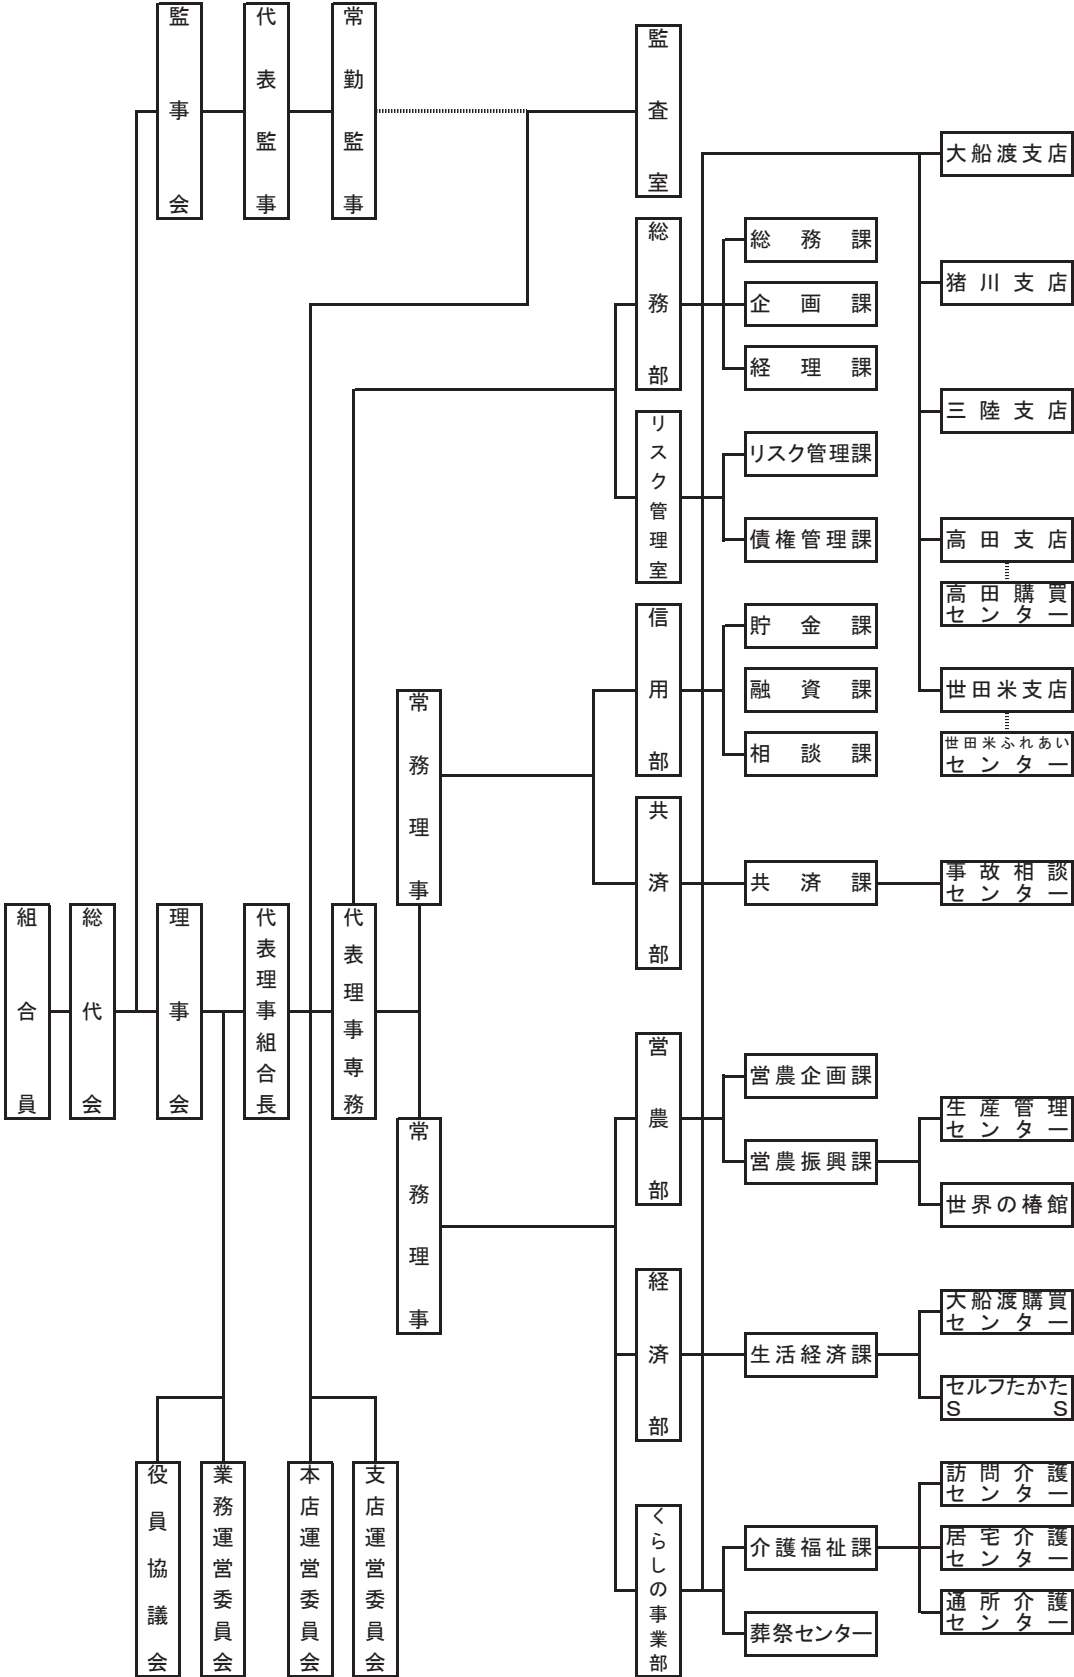 監事会
代表監事
常勤監事
監査室
総務部
リスク管理室
信用部
共済部
営農部
経済部
くらしの事業部
総務課
企画課
経理課
リスク管理課
債権管理課
貯金課
融資課
相談課
共済課
営農企画課
営農振興課
生活経済課
介護福祉課
葬祭センター
大船渡支店
猪川支店
三陸支店
高田支店
高田購買
センター
世田米支店
世田米ふれあい
センター
事故相談
センター
生産管理
センター
世界の椿館
大船渡購買
センター
セルフたかた
SS
訪問介護
センター
居宅介護
センター
通所介護
センター
組合員
総代会
理事会
代表理事組合長
代表理事専務
常務理事
常務理事
役員協議会
業務運営委員会
本店運営委員会
支店運営委員会